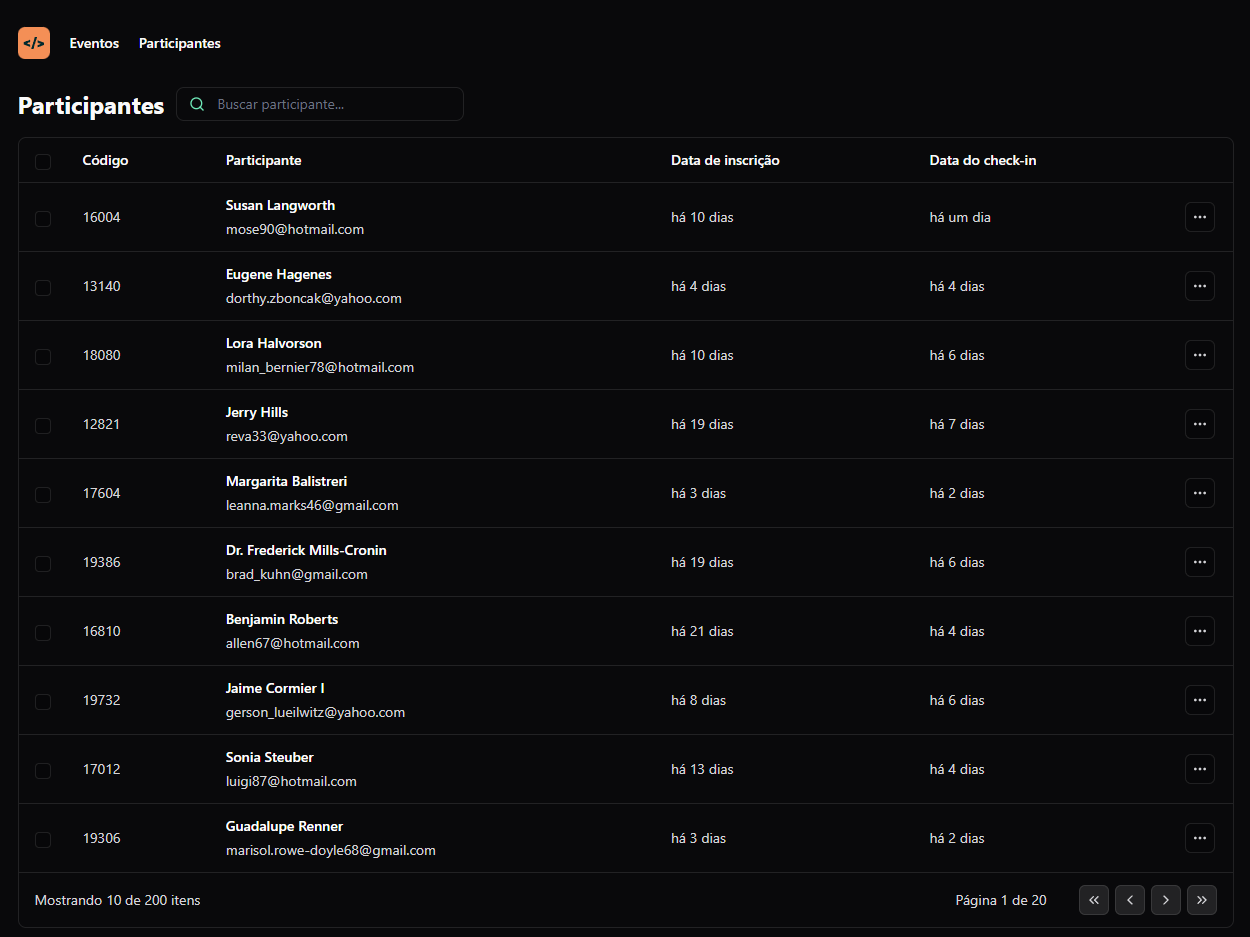 </> Eventos Participantes
Participantes Buscar participante...
Código Participante Data de inscrição Data do check-in
16004 Susan Langworth há 10 dias há um dia
mose90@hotmail.com
13140 Eugene Hagenes há 4 dias há 4 dias
dorthy.zboncak@yahoo.com
18080 Lora Halvorson há 10 dias há 6 dias
milan_bernier78@hotmail.com
12821 Jerry Hills há 19 dias há 7 dias
reva33@yahoo.com
17604 Margarita Balistreri há 3 dias há 2 dias
leanna.marks46@gmail.com
19386 Dr. Frederick Mills-Cronin há 19 dias há 6 dias
brad_kuhn@gmail.com
16810 Benjamin Roberts há 21 dias há 4 dias
allen67@hotmail.com
19732 Jaime Cormier I há 8 dias há 6 dias
gerson_lueilwitz@yahoo.com
17012 Sonia Steuber há 13 dias há 4 dias
luigi87@hotmail.com
19306 Guadalupe Renner há 3 dias há 2 dias
marisol.rowe-doyle68@gmail.com
Mostrando 10 de 200 itens Página 1 de 20